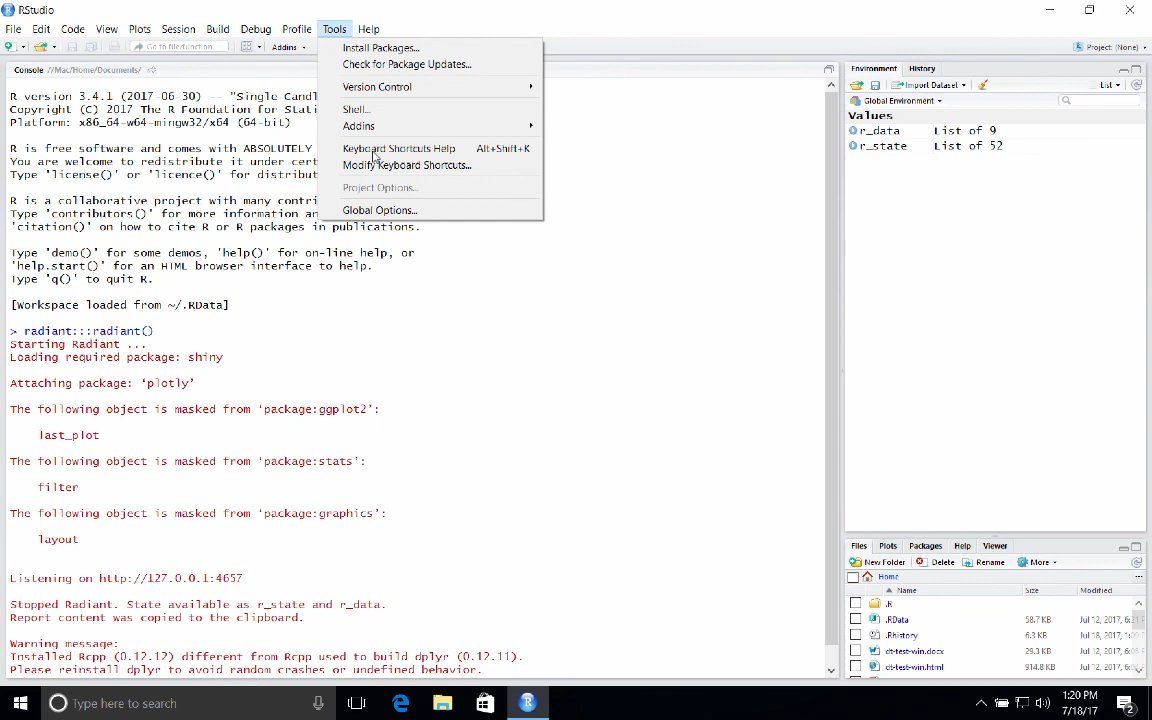 RStudio
File Edit Code View Plots Session Build Debug Profile Tools Help
Go to file/function Addins Project: (None)
Install Packages...
Check for Package Updates...
Version Control
Shell...
Addins
Keyboard Shortcuts Help Alt+Shift+K
Modify Keyboard Shortcuts...
Project Options...
Global Options...
Console //Mac/Home/Documents/
R version 3.4.1 (2017-06-30) -- "Single Candl
Copyright (C) 2017 The R Foundation for Stati
Platform: x86_64-w64-mingw32/x64 (64-bit)
R is free software and comes with ABSOLUTELY
You are welcome to redistribute it under cert
Type 'license()' or 'licence()' for distribut
R is a collaborative project with many contri
Type 'contributors()' for more information an
'citation()' on how to cite R or R packages in publications.
Type 'demo()' for some demos, 'help()' for on-line help, or
'help.start()' for an HTML browser interface to help.
Type 'q()' to quit R.
[Workspace loaded from ~/.RData]
> radiant:::radiant()
Starting Radiant ...
Loading required package: shiny
Attaching package: ‘plotly’
The following object is masked from ‘package:ggplot2’:
last_plot
The following object is masked from ‘package:stats’:
filter
The following object is masked from ‘package:graphics’:
layout
Listening on http://127.0.0.1:4657
Stopped Radiant. State available as r_state and r_data.
Report content was copied to the clipboard.
Warning message:
Installed Rcpp (0.12.12) different from Rcpp used to build dplyr (0.12.11).
Please reinstall dplyr to avoid random crashes or undefined behavior.
Environment History
Import Dataset List
Global Environment
Values
r_data List of 9
r_state List of 52
Files Plots Packages Help Viewer
New Folder Delete Rename More
Home ...
Name Size Modified
.R
.RData 58.7 KB Jul 12, 2017,
.Rhistory 6.3 KB Jul 18, 2017,
dt-test-win.docx 29.3 KB Jul 12, 2017,
dt-test-win.html 914.8 KB Jul 12, 2017,
Type here to search
1:20 PM
7/18/17
2